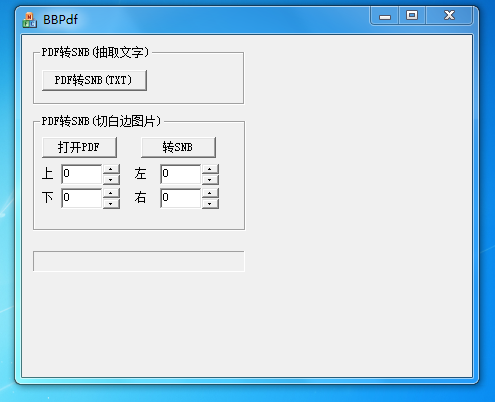 BBPdf
PDF转SNB(抽取文字)
PDF转SNB(TXT)
PDF转SNB(切白边图片)
打开PDF 转SNB
上 0 左 0
下 0 右 0